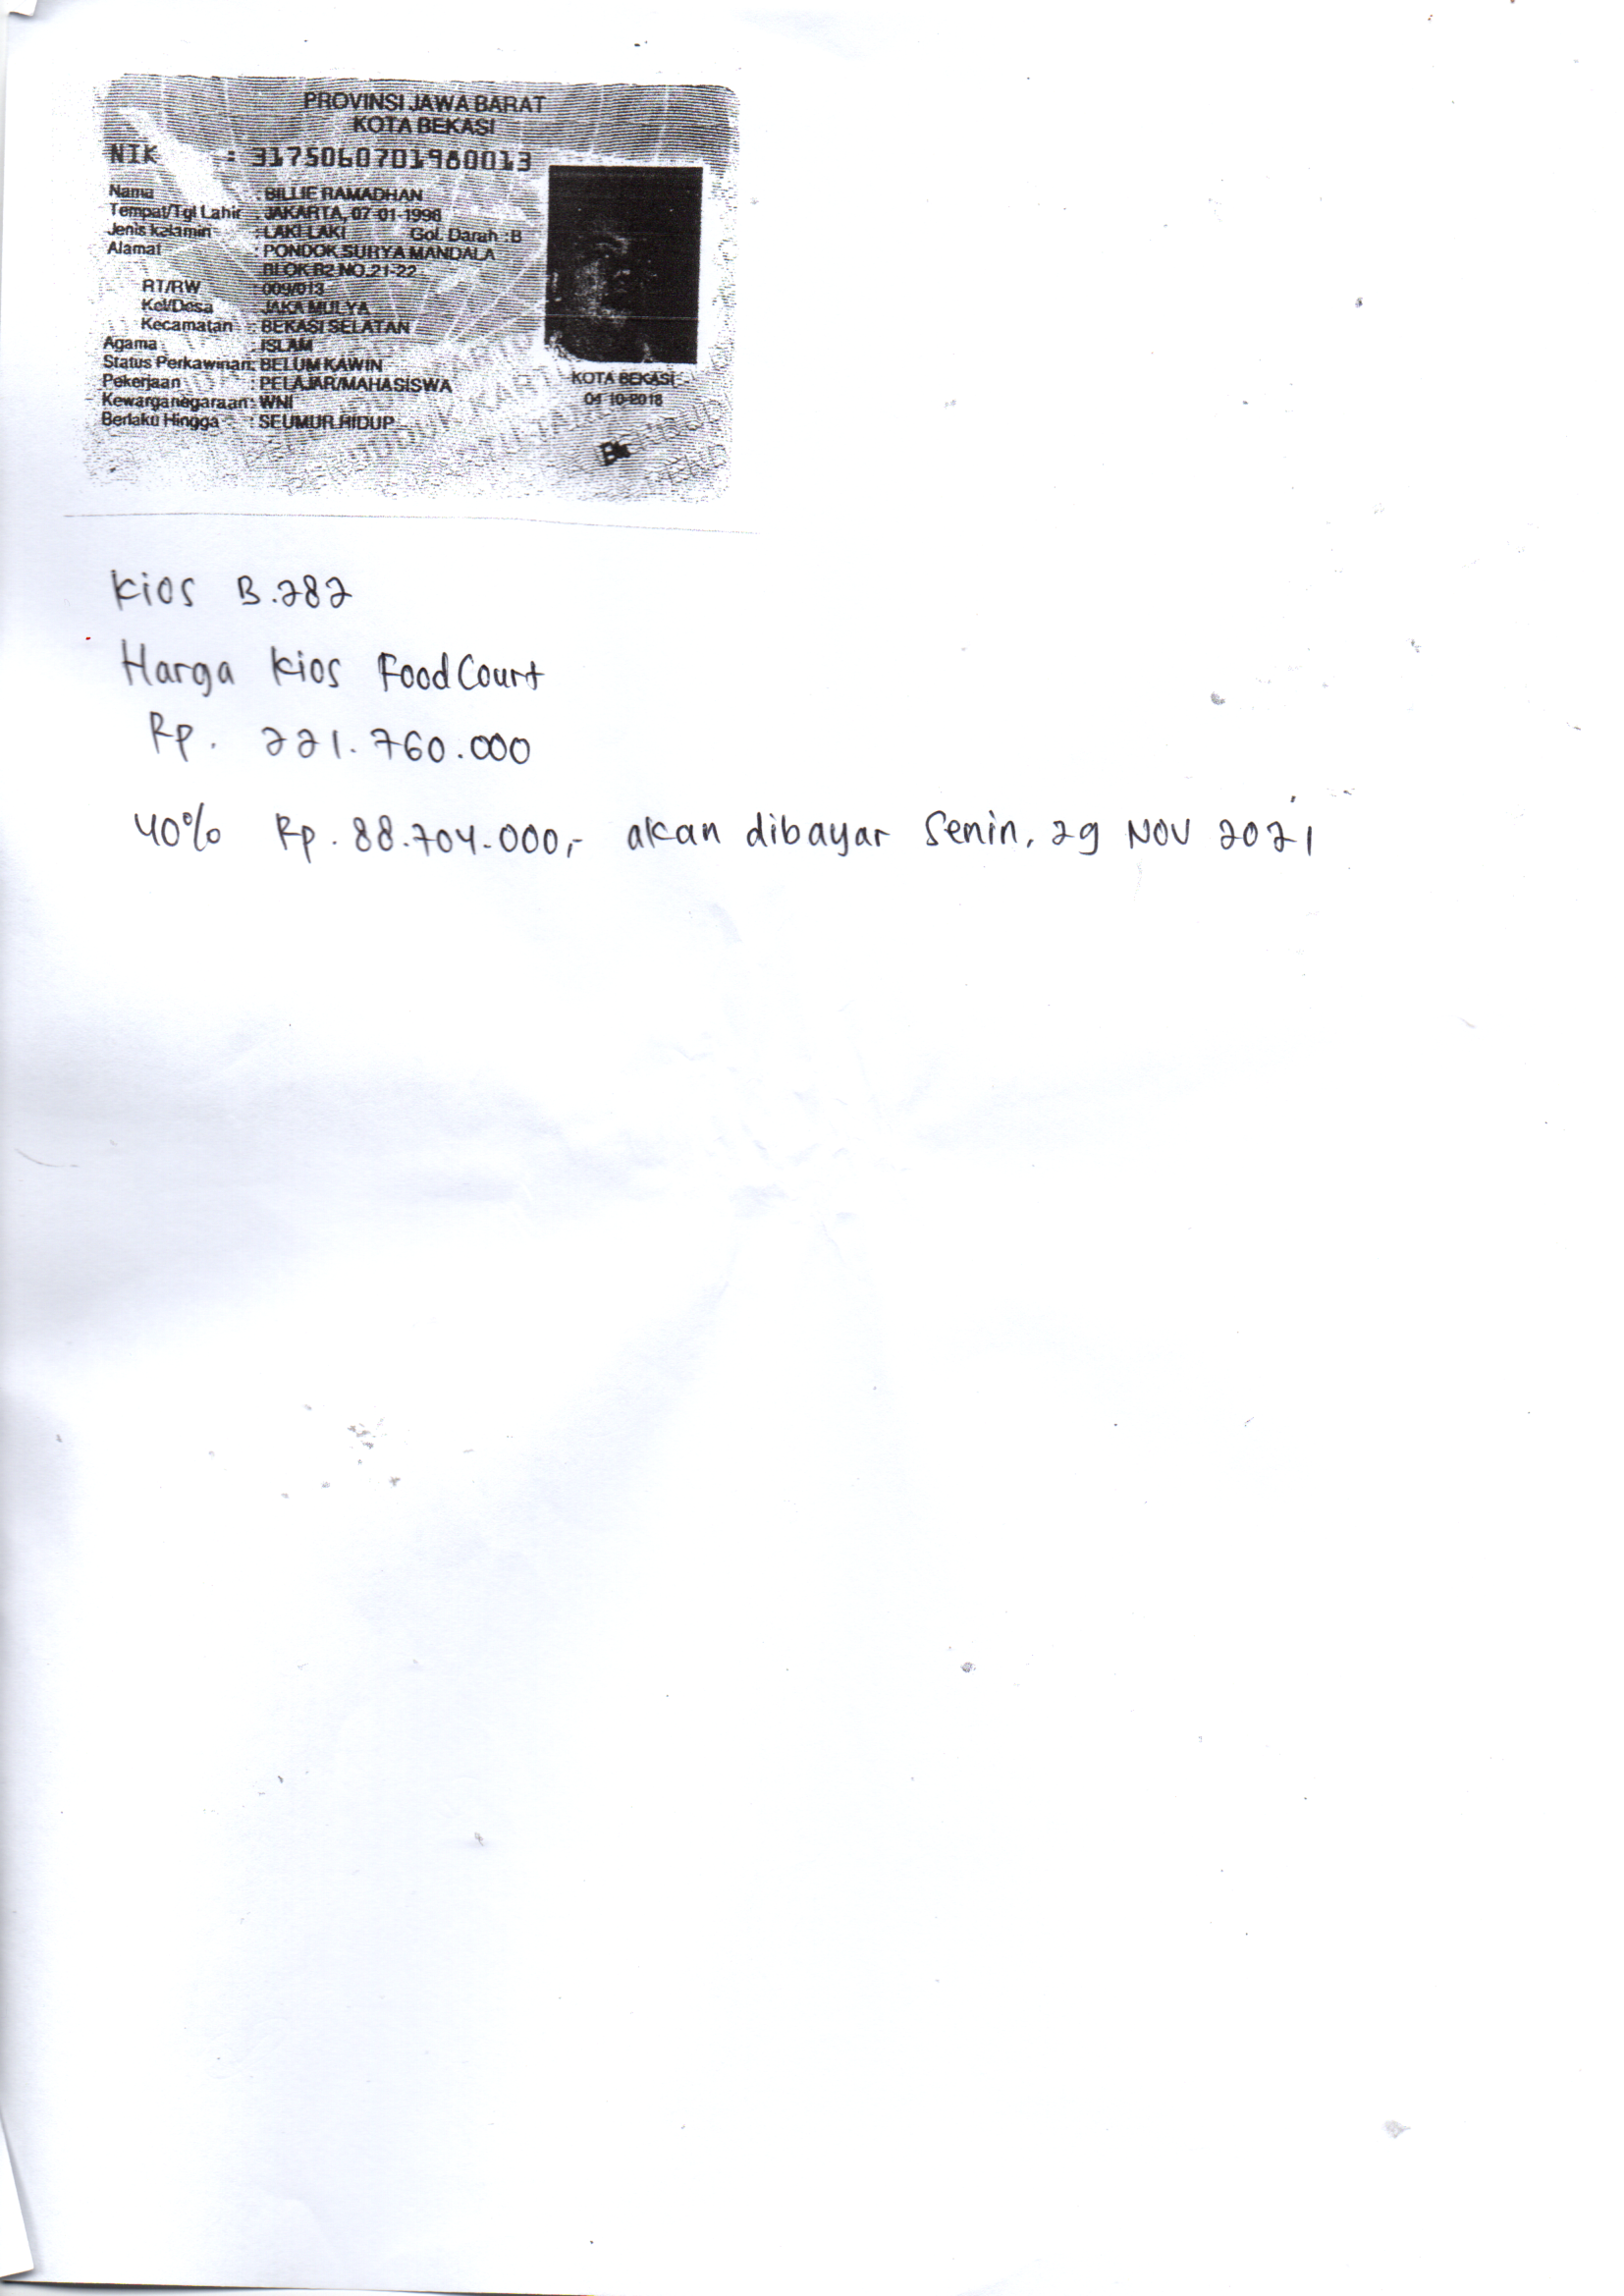 PROVINSI JAWA BARAT
KOTA BEKASI
NIK : 3175060701980013
Nama : BILLIE RAMADHAN
Tempat/Tgl Lahir : JAKARTA, 07-01-1998
Jenis kelamin : LAKI-LAKI Gol. Darah :B
Alamat : PONDOK SURYA MANDALA
BLOK B2 NO.21-22
RT/RW : 009/013
Kel/Desa : JAKA MULYA
Kecamatan : BEKASI SELATAN
Agama : ISLAM
Status Perkawinan: BELUM KAWIN
Pekerjaan : PELAJAR/MAHASISWA
Kewarganegaraan: WNI
Berlaku Hingga : SEUMUR HIDUP
KOTA BEKASI
04-10-2018
Kios B.282
Harga Kios FoodCourt
Rp. 221.760.000
40% Rp. 88.704.000,- akan dibayar Senin, 29 NOV 2021